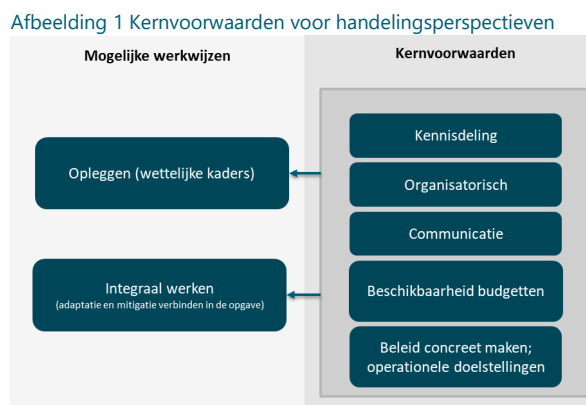 Afbeelding 1 Kernvoorwaarden voor handelingsperspectieven
Mogelijke werkwijzen
Kernvoorwaarden
Opleggen (wettelijke kaders)
Integraal werken
(adaptatie en mitigatie verbinden in de opgave)
Kennisdeling
Organisatorisch
Communicatie
Beschikbaarheid budgetten
Beleid concreet maken;
operationele doelstellingen